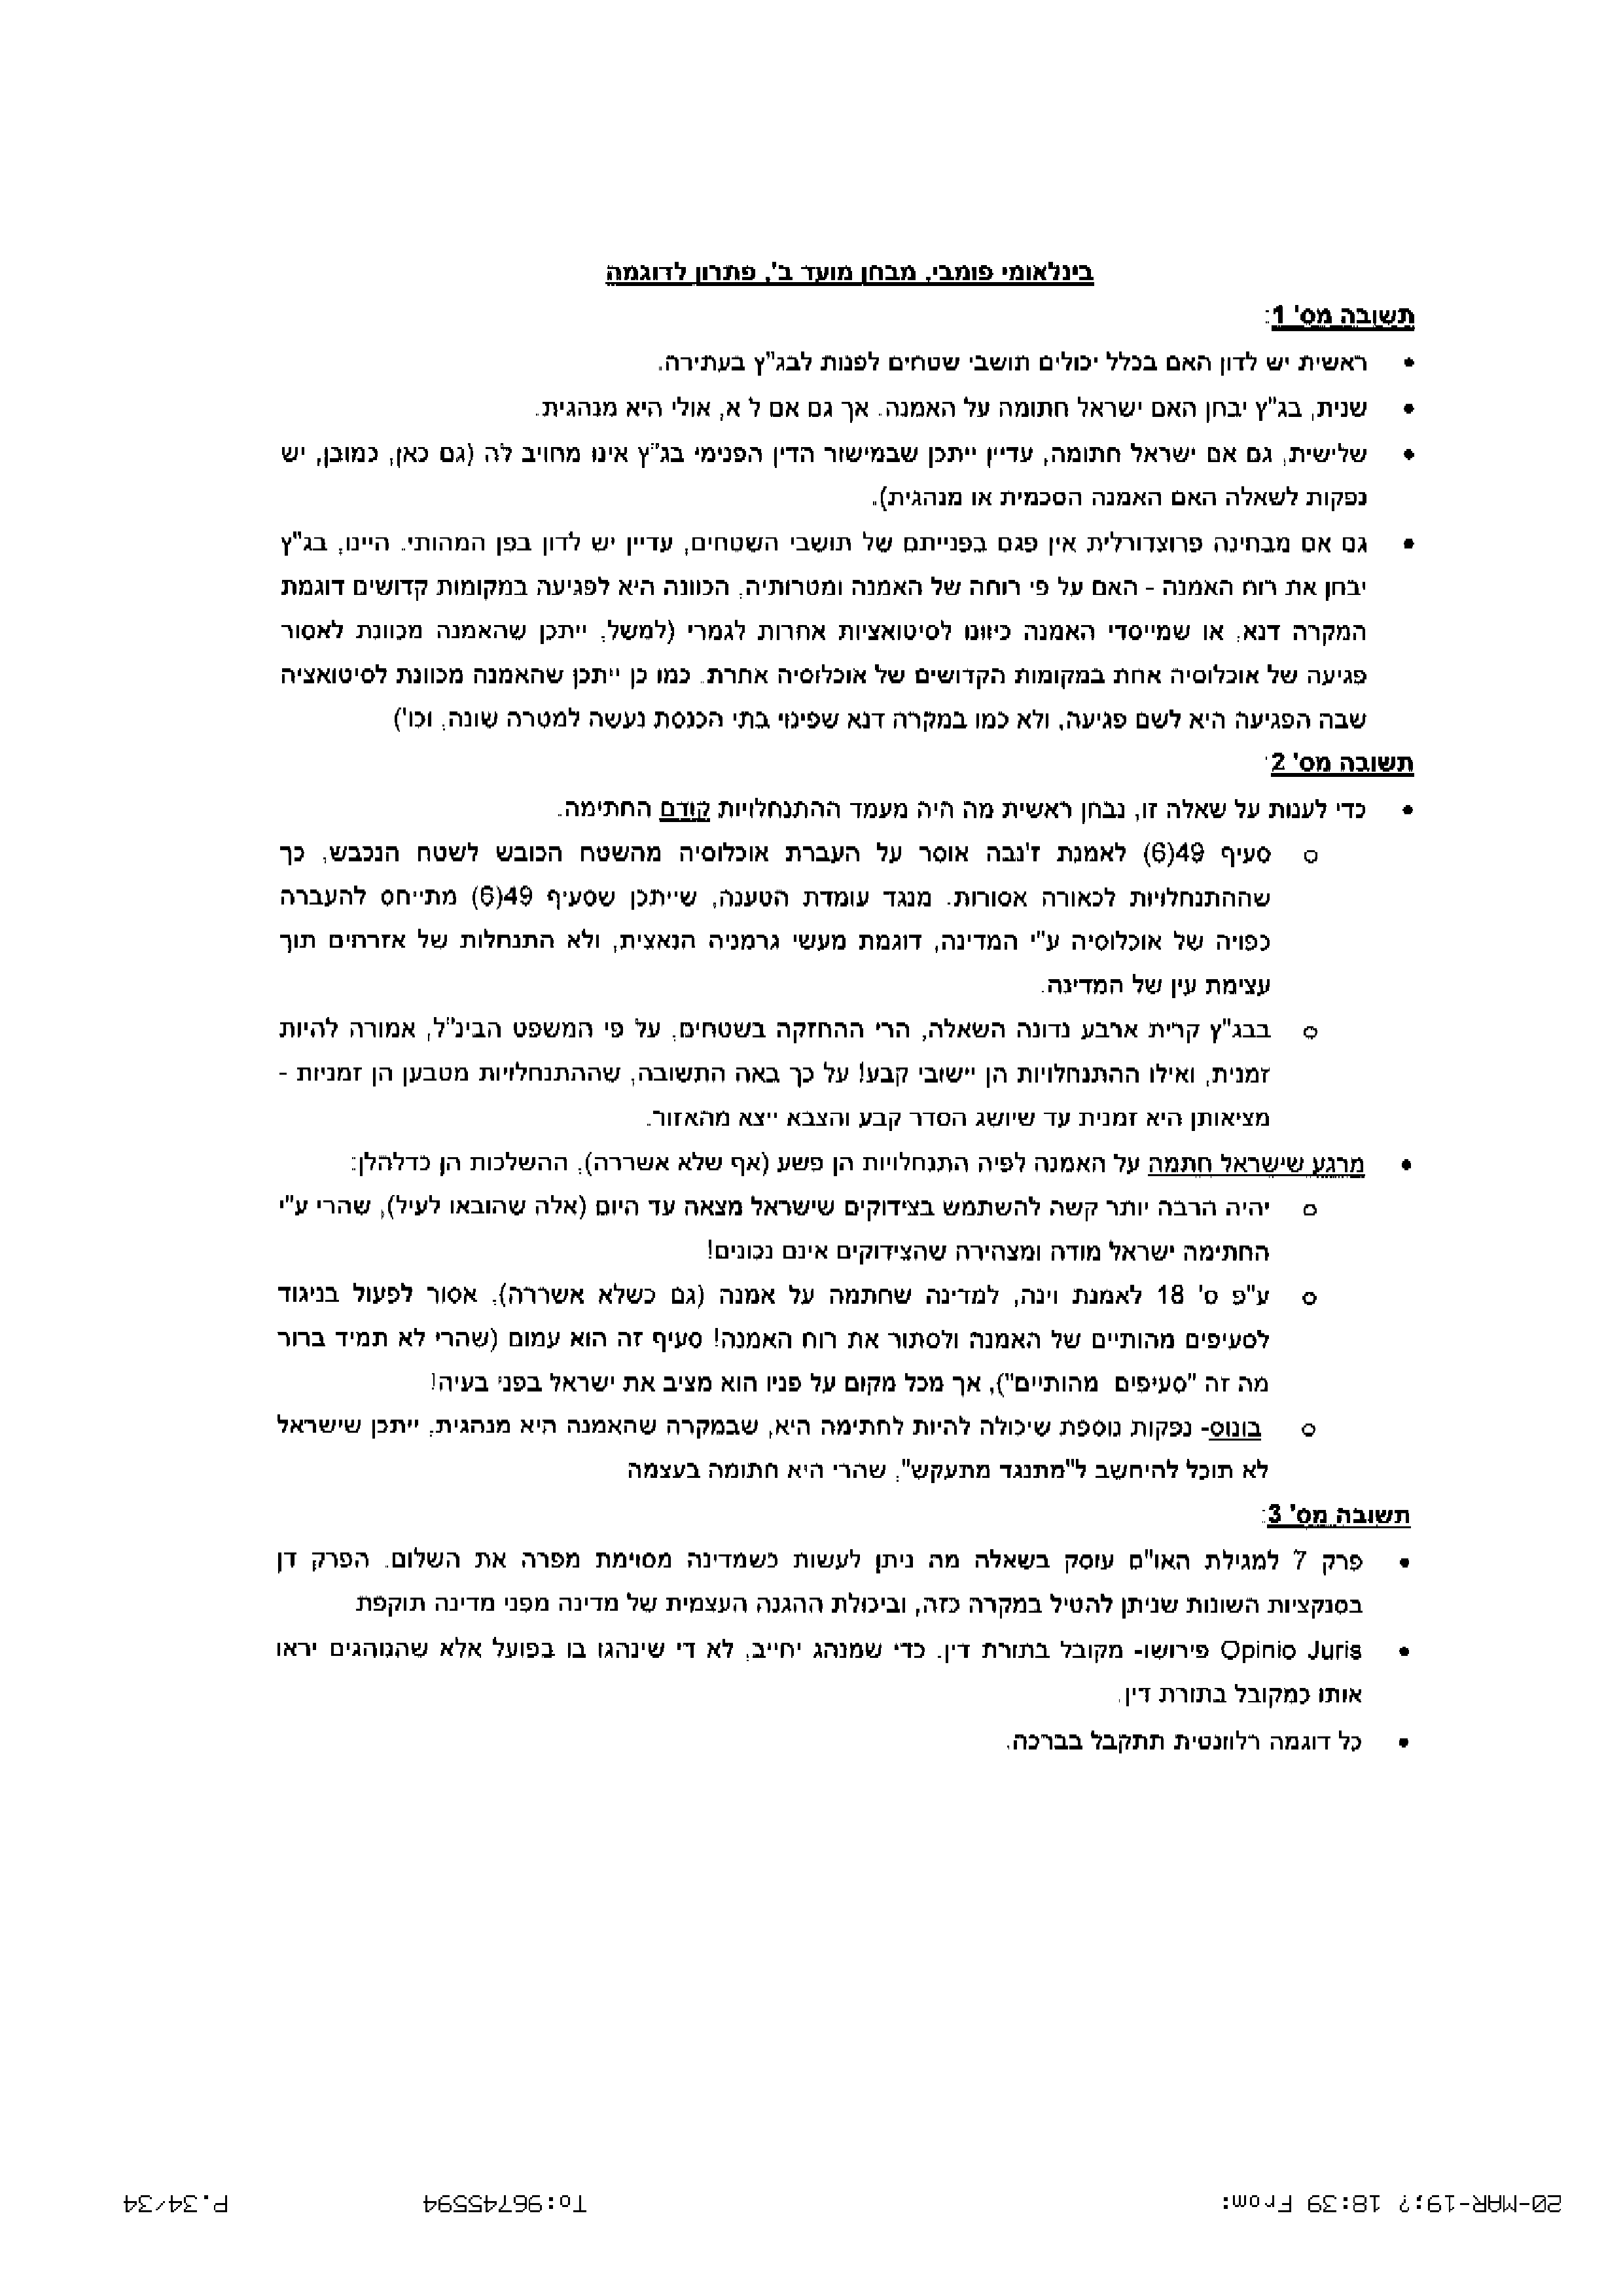 בינלאומי פומבי, מבחן מועד ב', פתרון לדוגמה
תשובה מס' 1:
• ראשית יש לדון האם בכלל יכולים תושבי שטחים לפנות לבג"ץ בעתירה.
• שנית, בג"ץ יבחן האם ישראל חתומה על האמנה. אך גם אם ל א, אולי היא מנהגית.
• שלישית, גם אם ישראל חתומה, עדיין ייתכן שבמישור הדין הפנימי בג"ץ אינו מחויב לה (גם כאן, כמובן, יש
נפקות לשאלה האם האמנה הסכמית או מנהגית).
• גם אם מבחינה פרוצדורלית אין פגם בפנייתם של תושבי השטחים, עדיין יש לדון בפן המהותי. היינו, בג"ץ
יבחן את רוח האמנה - האם על פי רוחה של האמנה ומטרותיה, הכוונה היא לפגיעה במקומות קדושים דוגמת
המקרה דנא, או שמייסדי האמנה כיוונו לסיטואציות אחרות לגמרי (למשל, ייתכן שהאמנה מכוונת לאסור
פגיעה של אוכלוסיה אחת במקומות הקדושים של אוכלוסיה אחרת. כמו כן ייתכן שהאמנה מכוונת לסיטואציה
שבה הפגיעה היא לשם פגיעה, ולא כמו במקרה דנא שפינוי בתי הכנסת נעשה למטרה שונה, וכו')
תשובה מס' 2:
• כדי לענות על שאלה זו, נבחן ראשית מה היה מעמד ההתנחלויות קודם החתימה.
o סעיף 49(6) לאמנת ז'נבה אוסר על העברת אוכלוסיה מהשטח הכובש לשטח הנכבש, כך
שההתנחלויות לכאורה אסורות. מנגד עומדת הטענה, שייתכן שסעיף 49(6) מתייחס להעברה
כפויה של אוכלוסיה ע"י המדינה, דוגמת מעשי גרמניה הנאצית, ולא התנחלות של אזרחים תוך
עצימת עין של המדינה.
o בבג"ץ קרית ארבע נדונה השאלה, הרי ההחזקה בשטחים, על פי המשפט הבינ"ל, אמורה להיות
זמנית, ואילו ההתנחלויות הן יישובי קבע! על כך באה התשובה, שההתנחלויות מטבען הן זמניות -
מציאותן היא זמנית עד שיושג הסדר קבע והצבא ייצא מהאזור.
• מרגע שישראל חתמה על האמנה לפיה התנחלויות הן פשע (אף שלא אשררה), ההשלכות הן כדלהלן:
o יהיה הרבה יותר קשה להשתמש בצידוקים שישראל מצאה עד היום (אלה שהובאו לעיל), שהרי ע"י
החתימה ישראל מודה ומצהירה שהצידוקים אינם נכונים!
o ע"פ ס' 18 לאמנת וינה, למדינה שחתמה על אמנה (גם כשלא אשררה), אסור לפעול בניגוד
לסעיפים מהותיים של האמנה ולסתור את רוח האמנה! סעיף זה הוא עמום (שהרי לא תמיד ברור
מה זה "סעיפים מהותיים"), אך מכל מקום על פניו הוא מציב את ישראל בפני בעיה!
o בונוס- נפקות נוספת שיכולה להיות לחתימה היא, שבמקרה שהאמנה היא מנהגית, ייתכן שישראל
לא תוכל להיחשב ל"מתנגד מתעקש", שהרי היא חתומה בעצמה
תשובה מס' 3:
• פרק 7 למגילת האו"ם עוסק בשאלה מה ניתן לעשות כשמדינה מסוימת מפרה את השלום. הפרק דן
בסנקציות השונות שניתן להטיל במקרה כזה, וביכולת ההגנה העצמית של מדינה מפני מדינה תוקפת
• Opinio Juris פירושו- מקובל בתורת דין. כדי שמנהג יחייב, לא די שינהגו בו בפועל אלא שהנוהגים יראו
אותו כמקובל בתורת דין.
• כל דוגמה רלוונטית תתקבל בברכה.
20-MAR-19;? 18:39 From: To:96745594 P.34/34